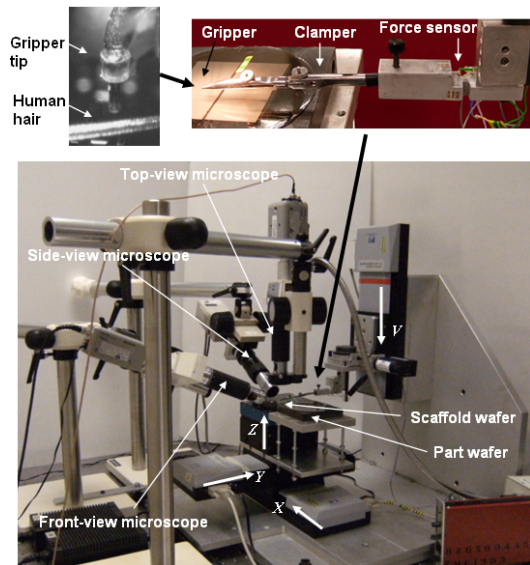 Gripper
tip
Human
hair
Gripper
Clamper
Force sensor
Top-view microscope
Side-view microscope
V
Scaffold wafer
Z
Part wafer
Y
X
Front-view microscope